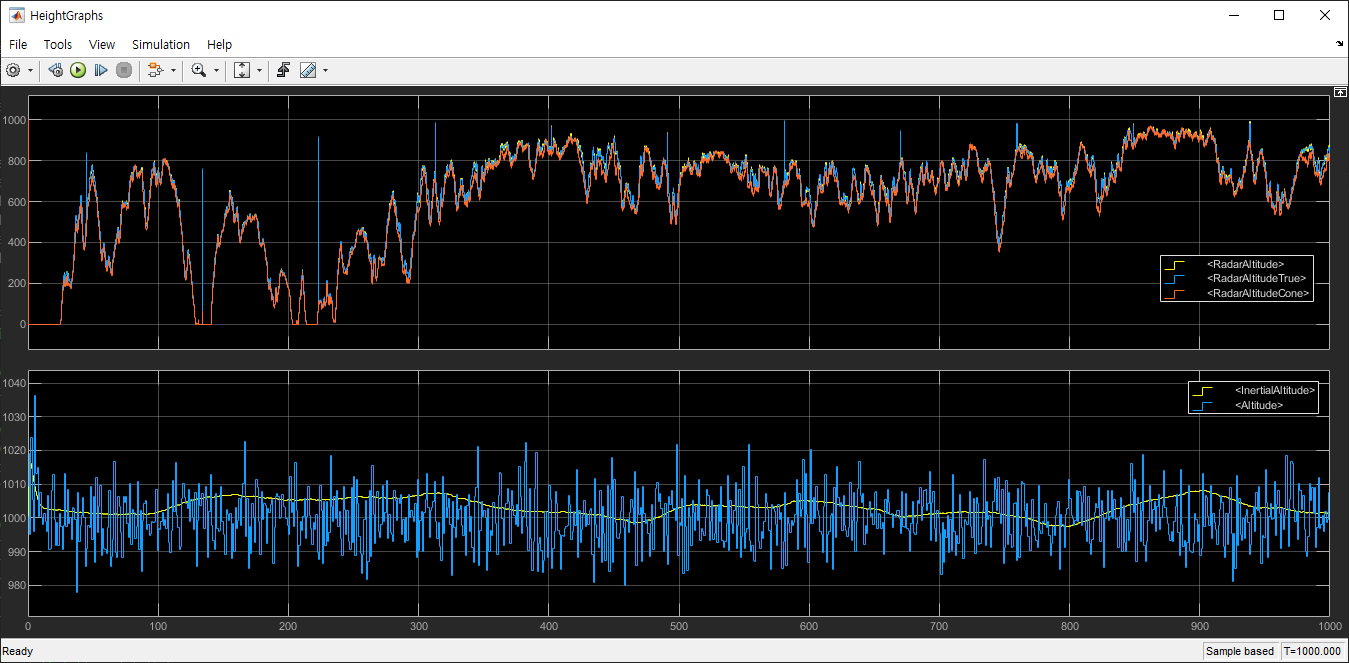 HeightGraphs
File Tools View Simulation Help
1000
800
600
400
200
0
<RadarAltitude>
<RadarAltitudeTrue>
<RadarAltitudeCone>
1040
1030
1020
1010
1000
990
980
<InertialAltitude>
<Altitude>
0 100 200 300 400 500 600 700 800 900 1000
Ready
Sample based T=1000.000